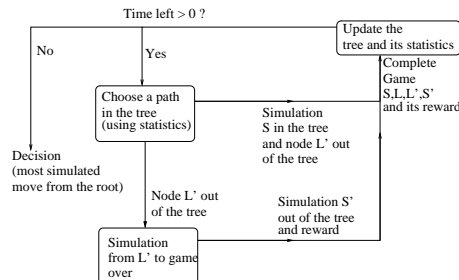 Time left > 0 ?
Update the
tree and its statistics
No
Yes
Complete
Game
S,L,L',S'
and its reward
Choose a path
in the tree
(using statistics)
Simulation
S in the tree
and node L' out
of the tree
Decision
(most simulated
move from the root)
Node L' out
of the tree
Simulation S'
out of the tree
and reward
Simulation
from L' to game
over